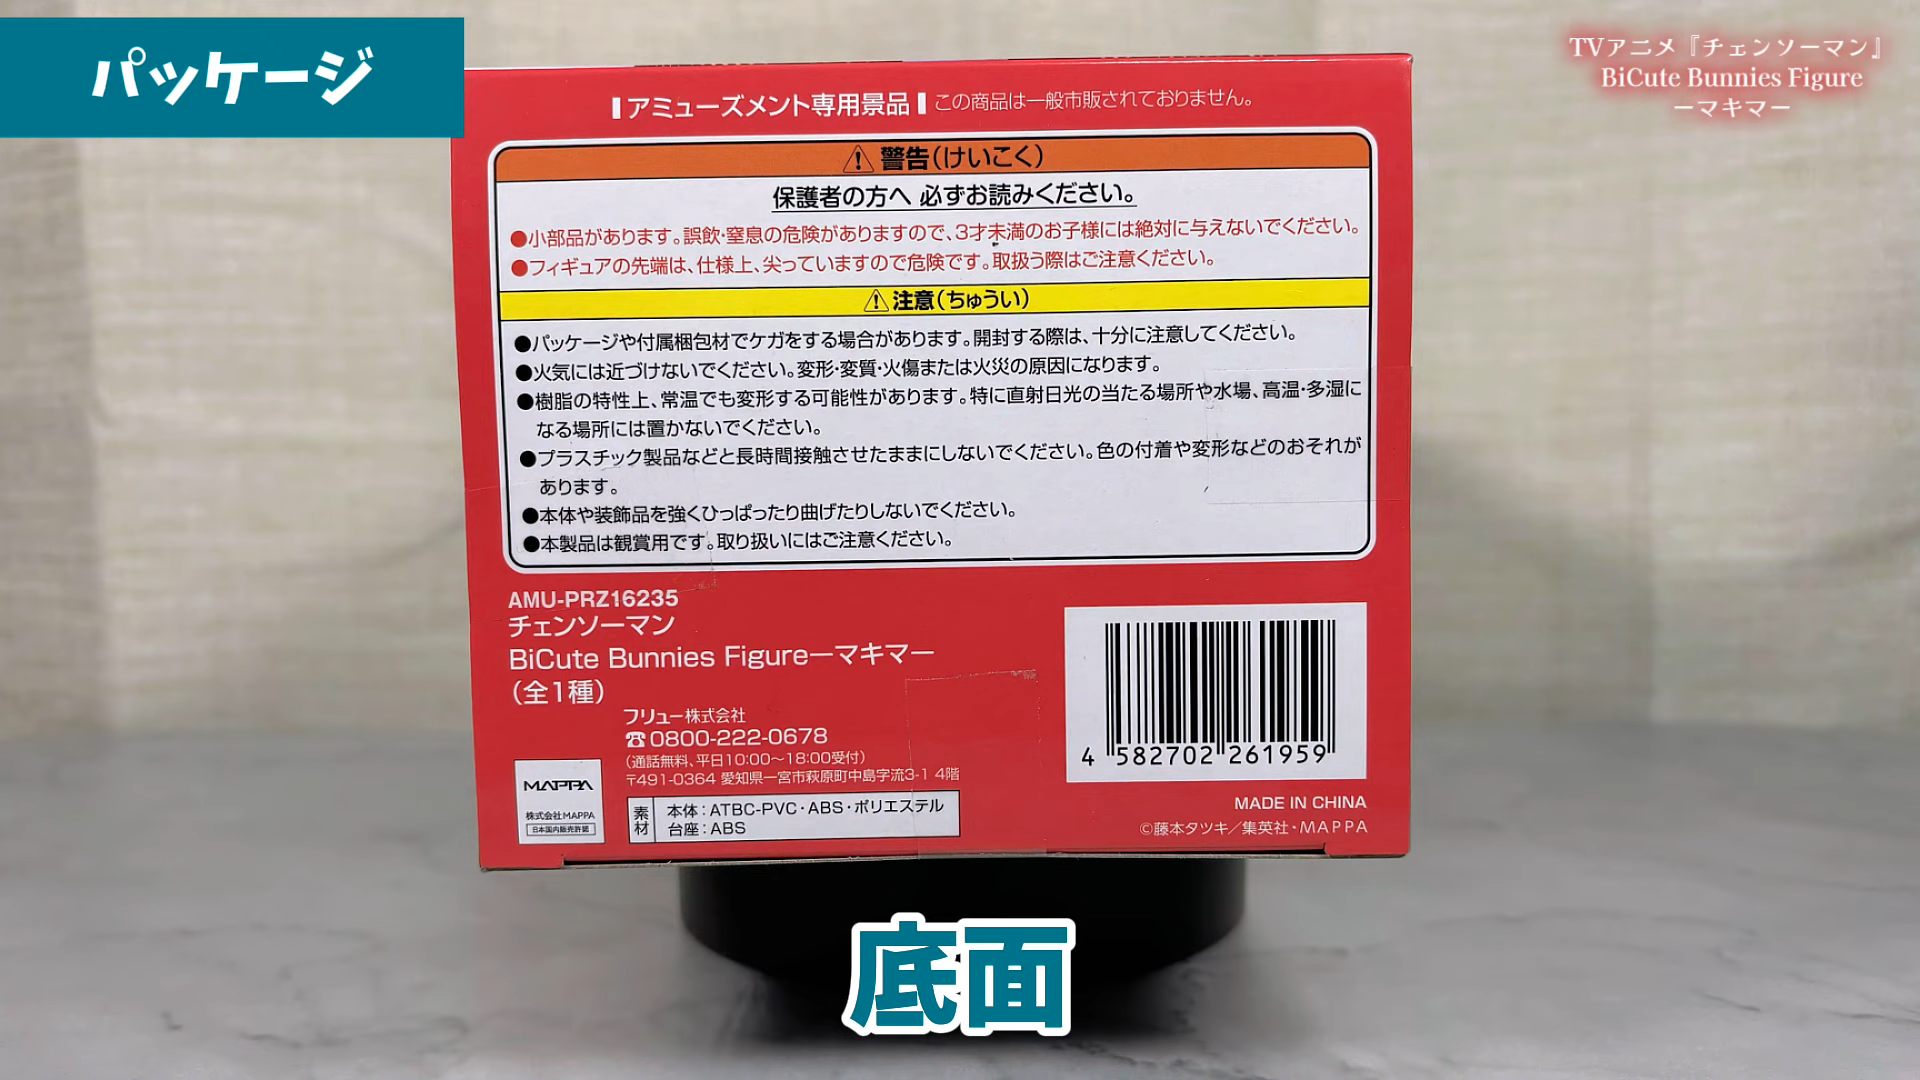 パッケージ
TVアニメ『チェンソーマン』
BiCute Bunnies Figure
ーマキマー
▌アミューズメント専用景品▐ この商品は一般市販されておりません。
⚠ 警告(けいこく)
保護者の方へ 必ずお読みください。
●小部品があります。誤飲・窒息の危険がありますので、3才未満のお子様には絶対に与えないでください。
●フィギュアの先端は、仕様上、尖っていますので危険です。取扱う際はご注意ください。
⚠ 注意(ちゅうい)
●パッケージや付属梱包材でケガをする場合があります。開封する際は、十分に注意してください。
●火気には近づけないでください。変形・変質・火傷または火災の原因になります。
●樹脂の特性上、常温でも変形する可能性があります。特に直射日光の当たる場所や水場、高温・多湿に
なる場所には置かないでください。
●プラスチック製品などと長時間接触させたままにしないでください。色の付着や変形などのおそれが
あります。
●本体や装飾品を強くひっぱったり曲げたりしないでください。
●本製品は観賞用です。取り扱いにはご注意ください。
AMU-PRZ16235
チェンソーマン
BiCute Bunnies Figureーマキマー
(全1種)
フリュー株式会社
☎0800-222-0678
(通話無料、平日10:00〜18:00受付)
〒491-0364 愛知県一宮市萩原町中島字流3-1 4階
MAPPA
株式会社MAPPA
日本国内販売許諾
素材
本体:ATBC-PVC・ABS・ポリエステル
台座:ABS
4 582702 261959
MADE IN CHINA
©藤本タツキ/集英社・MAPPA
底面